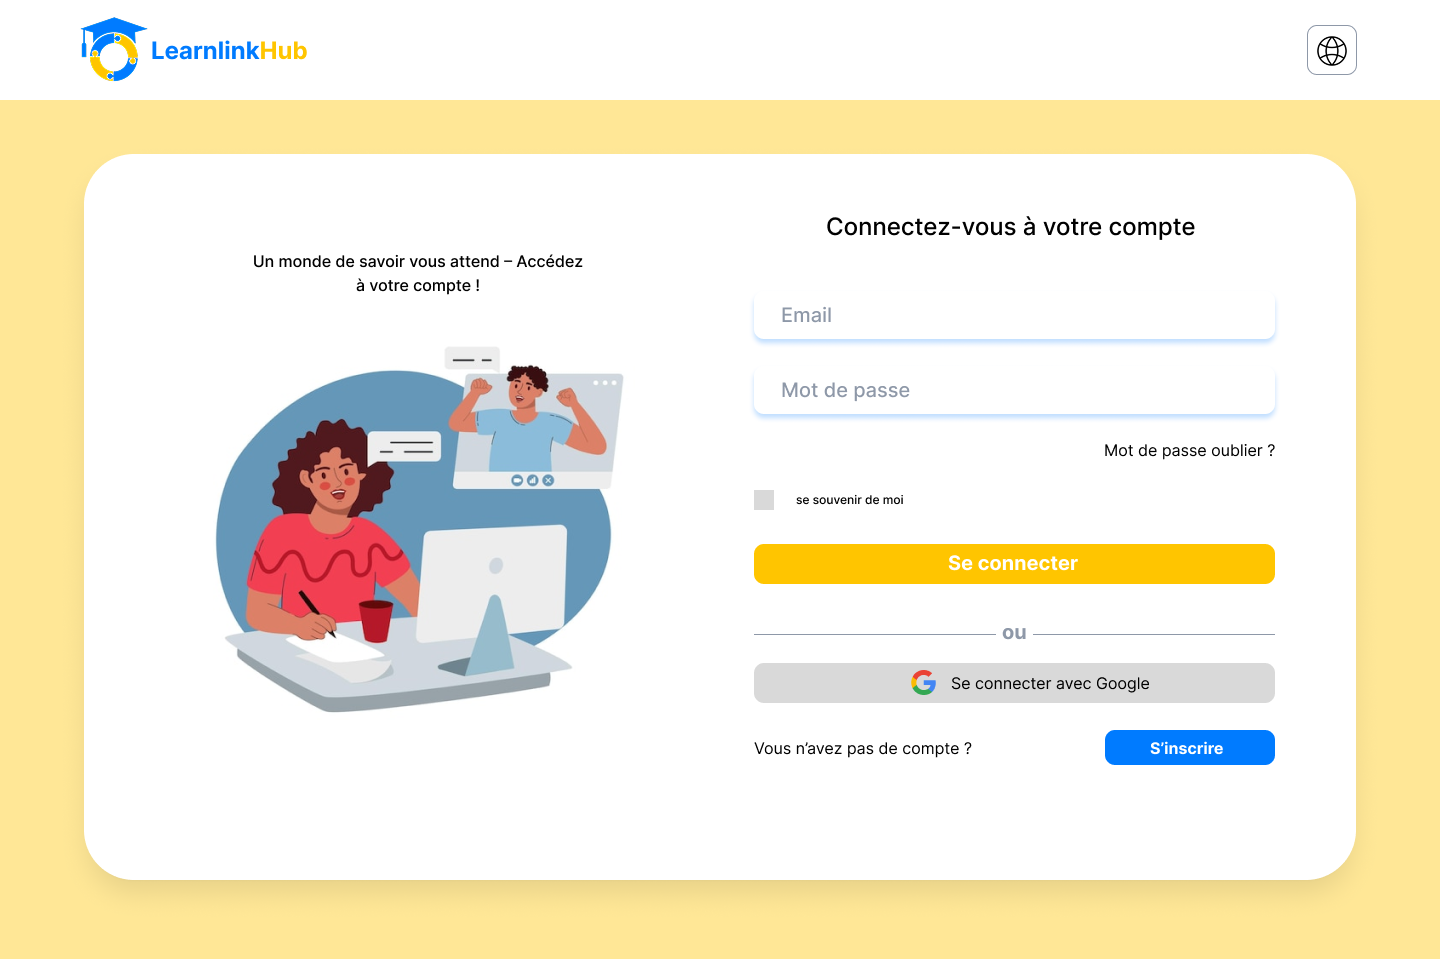 LearnlinkHub
Un monde de savoir vous attend – Accédez
à votre compte !
Connectez-vous à votre compte
Email
Mot de passe
Mot de passe oublier ?
se souvenir de moi
Se connecter
ou
Se connecter avec Google
Vous n’avez pas de compte ?
S’inscrire